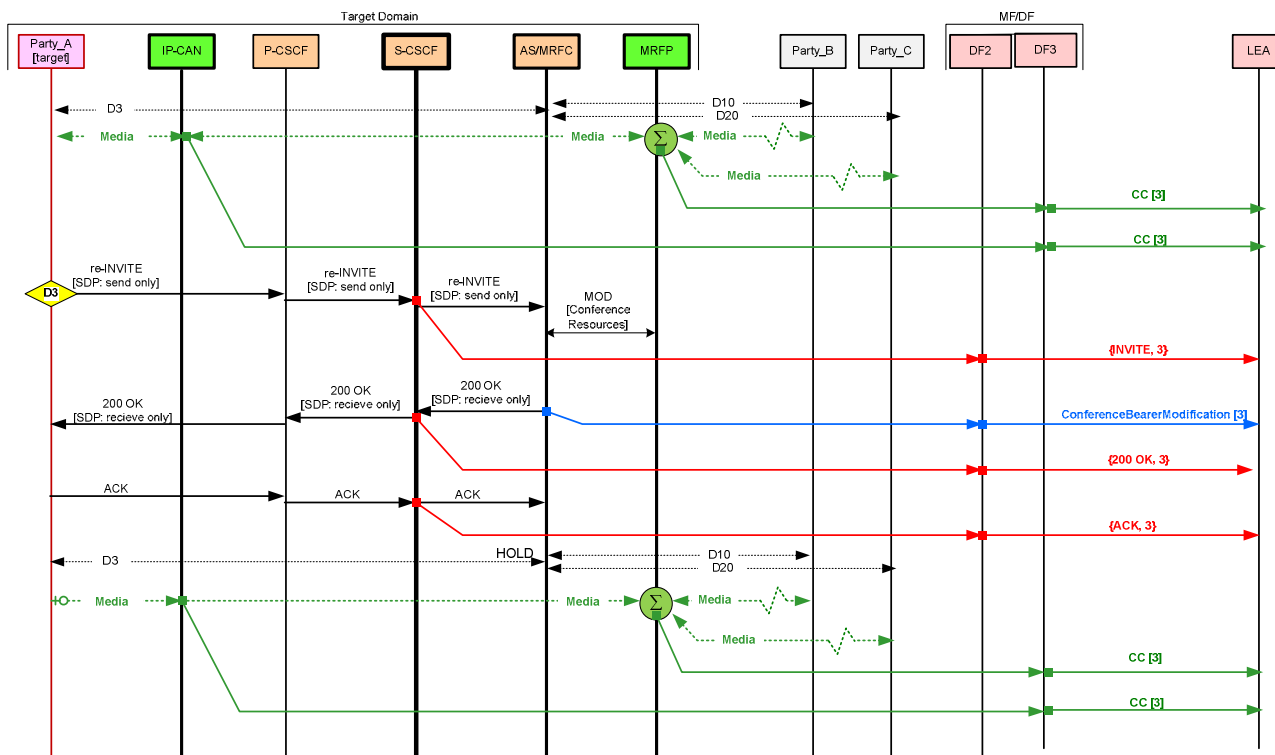 Target Domain
MF/DF
Party_A
[target]
IP-CAN
P-CSCF
S-CSCF
AS/MRFC
MRFP
Party_B
Party_C
DF2
DF3
LEA
D3
D10
D20
Media
Media
Σ
Media
Media
CC [3]
CC [3]
re-INVITE
[SDP: send only]
re-INVITE
[SDP: send only]
re-INVITE
[SDP: send only]
D3
MOD
[Conference
Resources]
{INVITE, 3}
200 OK
[SDP: recieve only]
200 OK
[SDP: recieve only]
200 OK
[SDP: recieve only]
ConferenceBearerModification [3]
{200 OK, 3}
ACK
ACK
ACK
{ACK, 3}
HOLD
D3
D10
D20
Media
Media
Σ
Media
Media
CC [3]
CC [3]